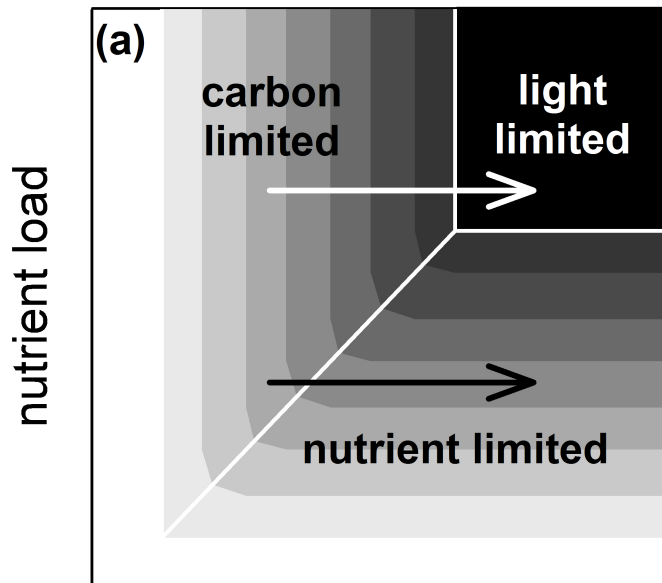 (a)
carbon
limited
light
limited
nutrient load
nutrient limited